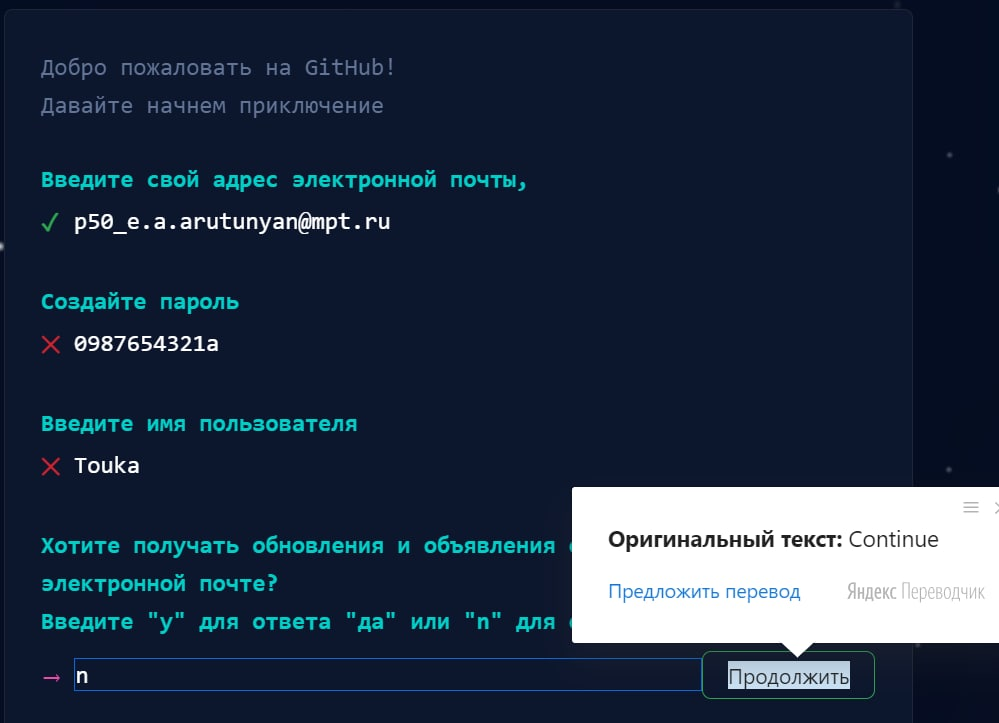 Добро пожаловать на GitHub!
Давайте начнем приключение
Введите свой адрес электронной почты,
✓ p50_e.a.arutunyan@mpt.ru
Создайте пароль
✕ 0987654321a
Введите имя пользователя
✕ Touka
Хотите получать обновления и объявления
электронной почте?
Введите "y" для ответа "да" или "n" для
→ n
Продолжить
Оригинальный текст: Continue
Предложить перевод
Яндекс Переводчик